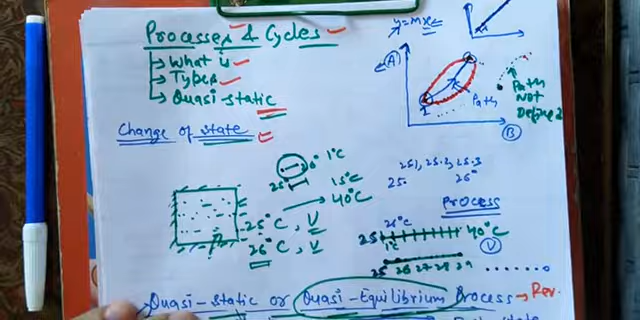 Processes & Cycles
What is
Types
Quasi static
Change of state
1°C
25°
15°C
40°C
25°C, V
26°C, V
y = mx
A
B
Path
Path
Not
Define
25.1, 25.2, 25.3
25. 26°
PROCESS
25 40°C
1°C
V
25 26 27 28 29
Quasi-static or Quasi-Equilibrium Process → Rev.